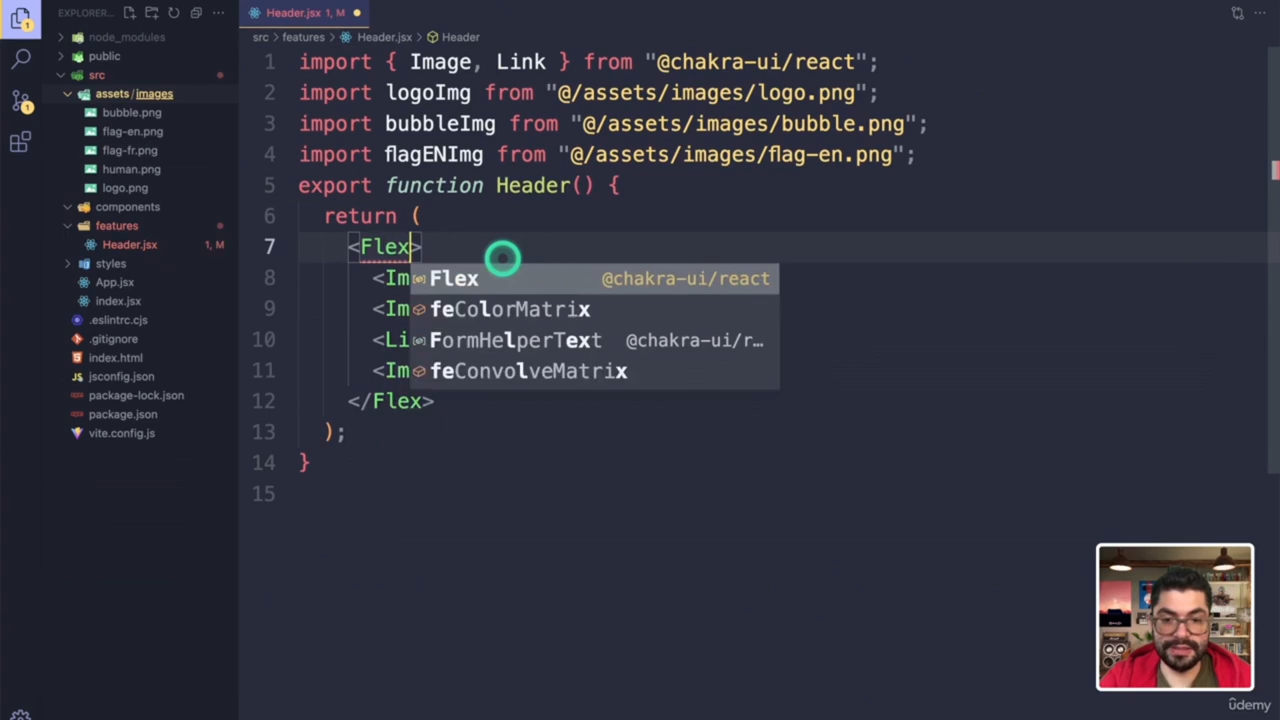 EXPLORER...
Header.jsx 1, M
node_modules
public
src
assets/images
bubble.png
flag-en.png
flag-fr.png
human.png
logo.png
components
features
Header.jsx 1, M
styles
App.jsx
index.jsx
.eslintrc.cjs
.gitignore
index.html
jsconfig.json
package-lock.json
package.json
vite.config.js
src > features > Header.jsx > Header
1 import { Image, Link } from "@chakra-ui/react";
2 import logoImg from "@/assets/images/logo.png";
3 import bubbleImg from "@/assets/images/bubble.png";
4 import flagENImg from "@/assets/images/flag-en.png";
5 export function Header() {
6 return (
7 <Flex>
8 <Im
9 <Im
10 <Li
11 <Im
12 </Flex>
13 );
14 }
15
Flex @chakra-ui/react
feColorMatrix
FormHelperText @chakra-ui/r…
feConvolveMatrix
1
1
ûdemy